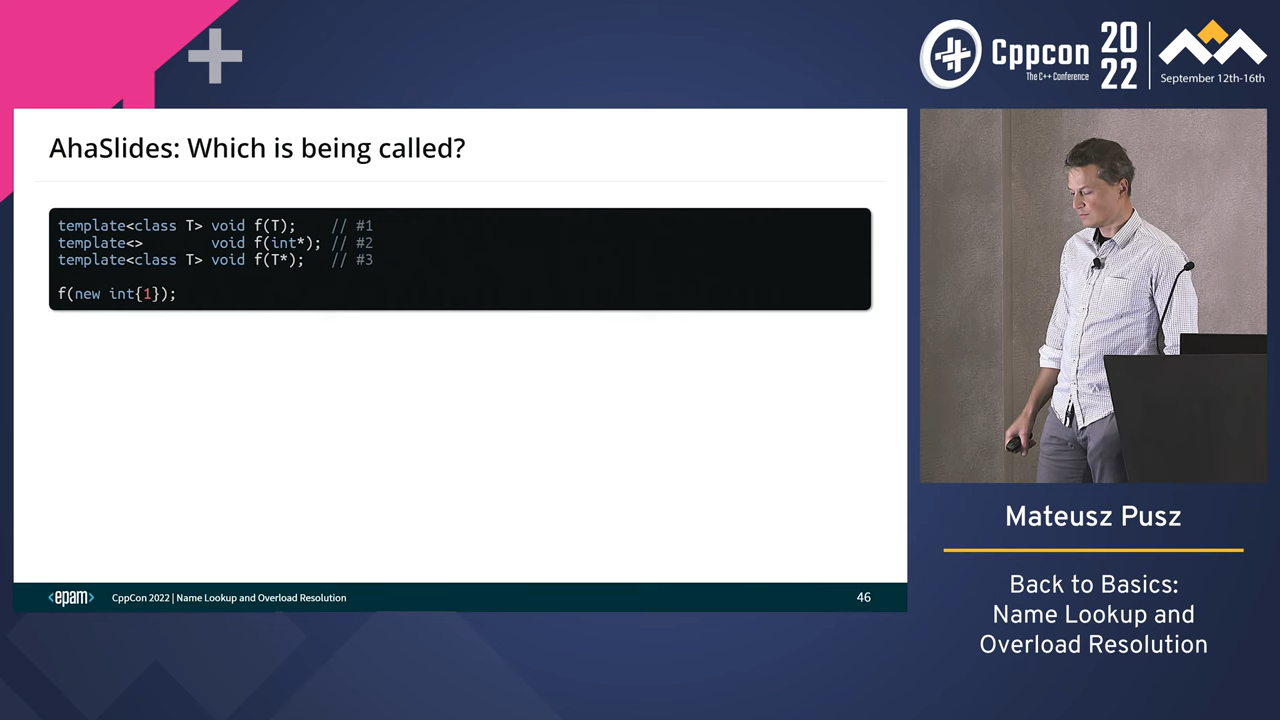 Cppcon
The C++ Conference
20
22
September 12th-16th
AhaSlides: Which is being called?
template<class T> void f(T);    // #1
template<>        void f(int*); // #2
template<class T> void f(T*);   // #3
f(new int{1});
<epam>
CppCon 2022 | Name Lookup and Overload Resolution
46
Mateusz Pusz
Back to Basics:
Name Lookup and
Overload Resolution